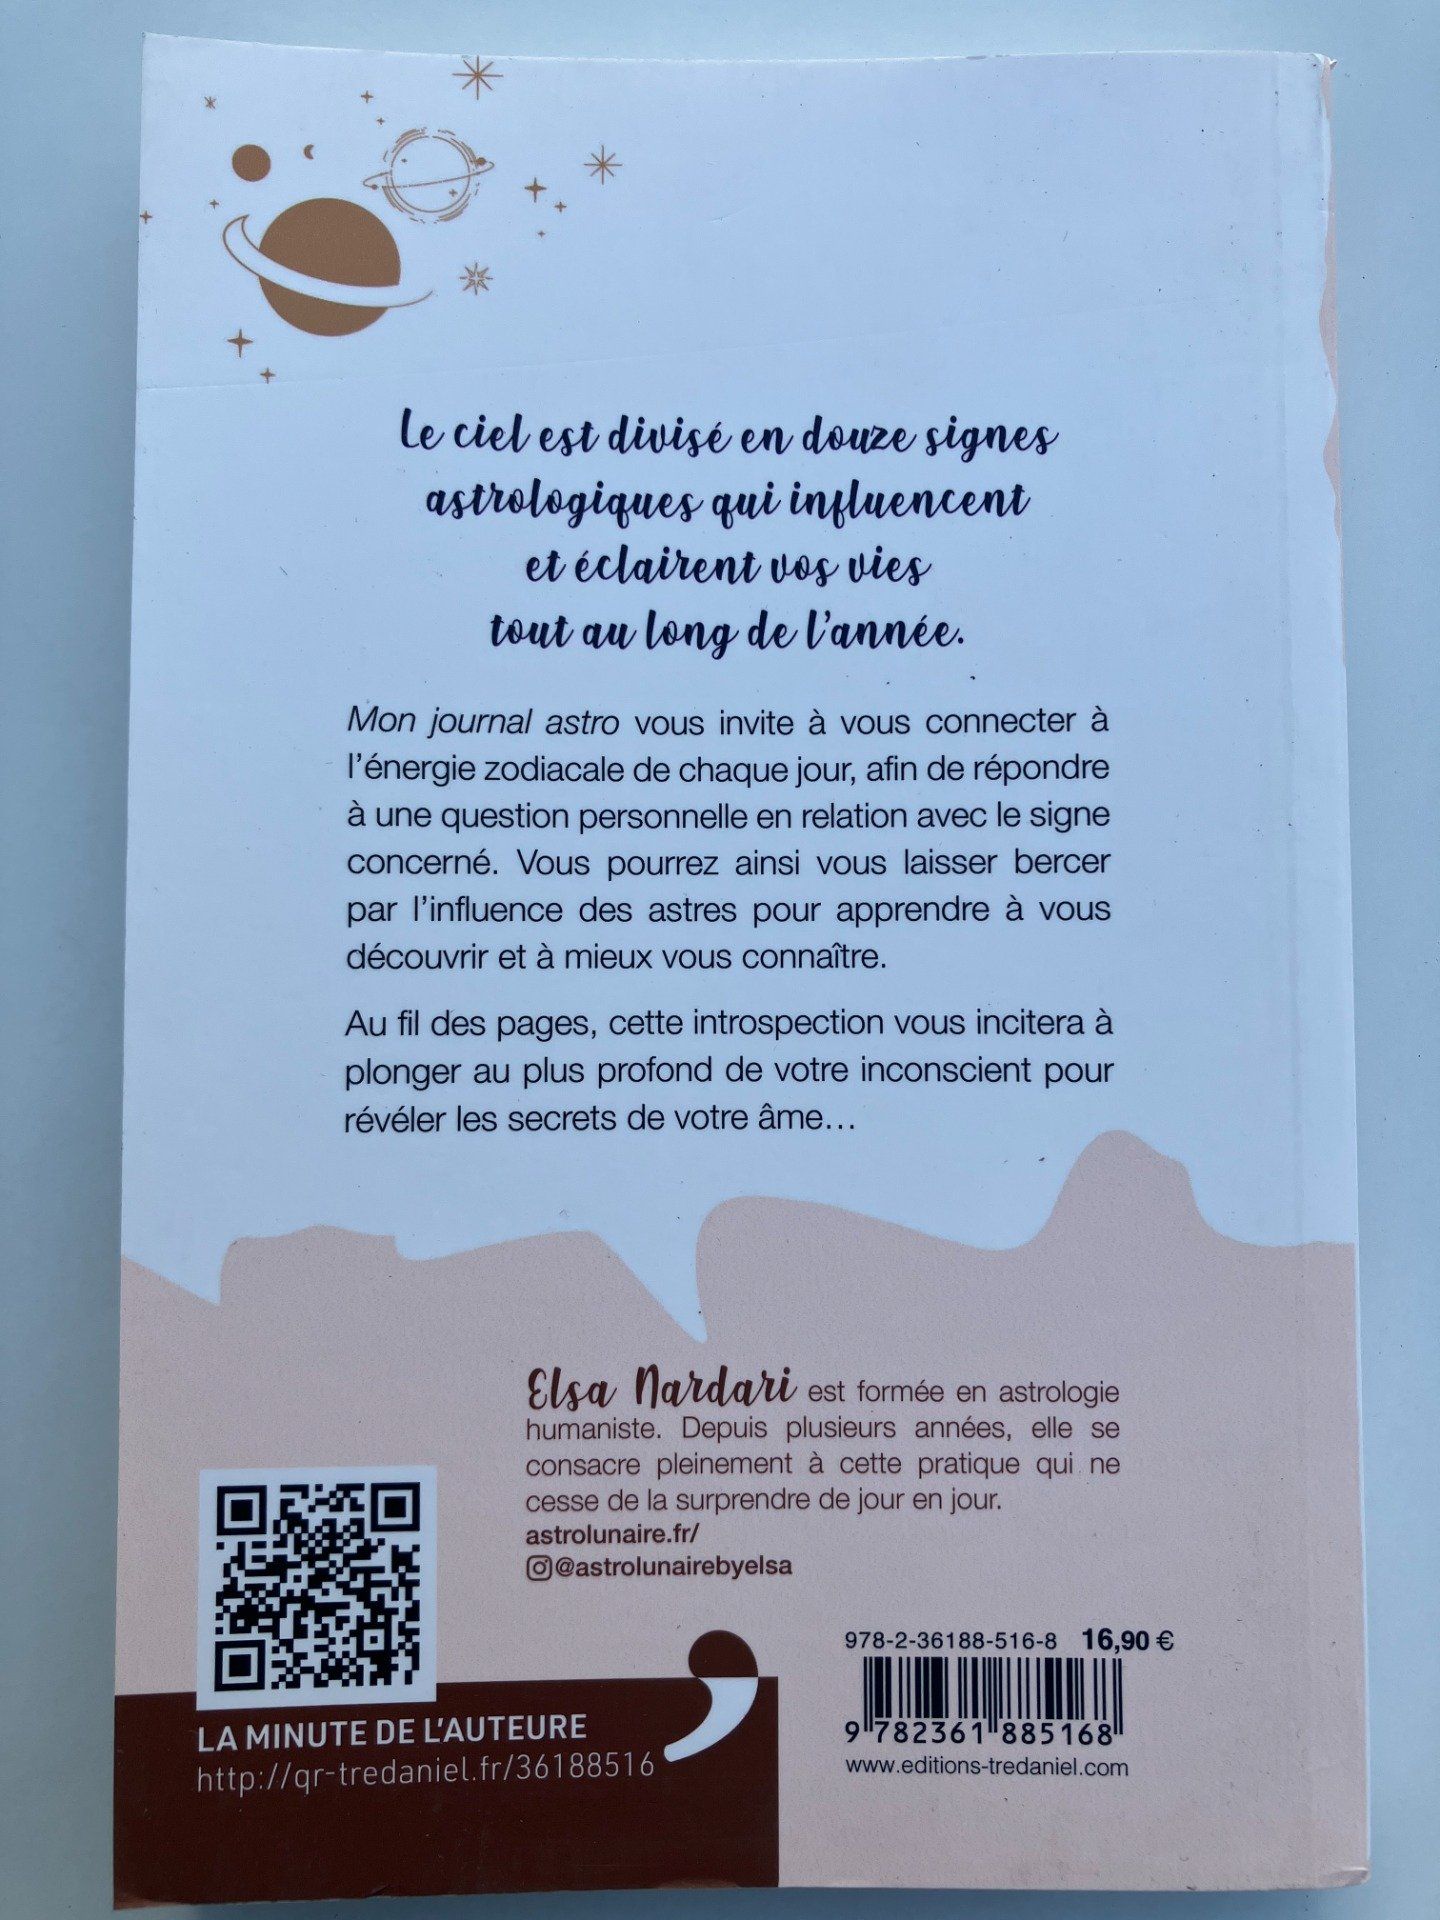 Le ciel est divisé en douze signes
astrologiques qui influencent
et éclairent vos vies
tout au long de l'année.
Mon journal astro vous invite à vous connecter à
l'énergie zodiacale de chaque jour, afin de répondre
à une question personnelle en relation avec le signe
concerné. Vous pourrez ainsi vous laisser bercer
par l'influence des astres pour apprendre à vous
découvrir et à mieux vous connaître.
Au fil des pages, cette introspection vous incitera à
plonger au plus profond de votre inconscient pour
révéler les secrets de votre âme…
Elsa Nardari est formée en astrologie
humaniste. Depuis plusieurs années, elle se
consacre pleinement à cette pratique qui ne
cesse de la surprendre de jour en jour.
astrolunaire.fr/
@astrolunairebyelsa
LA MINUTE DE L'AUTEURE
http://qr-tredaniel.fr/36188516
978-2-36188-516-8 16,90 €
9 782361 885168
www.editions-tredaniel.com